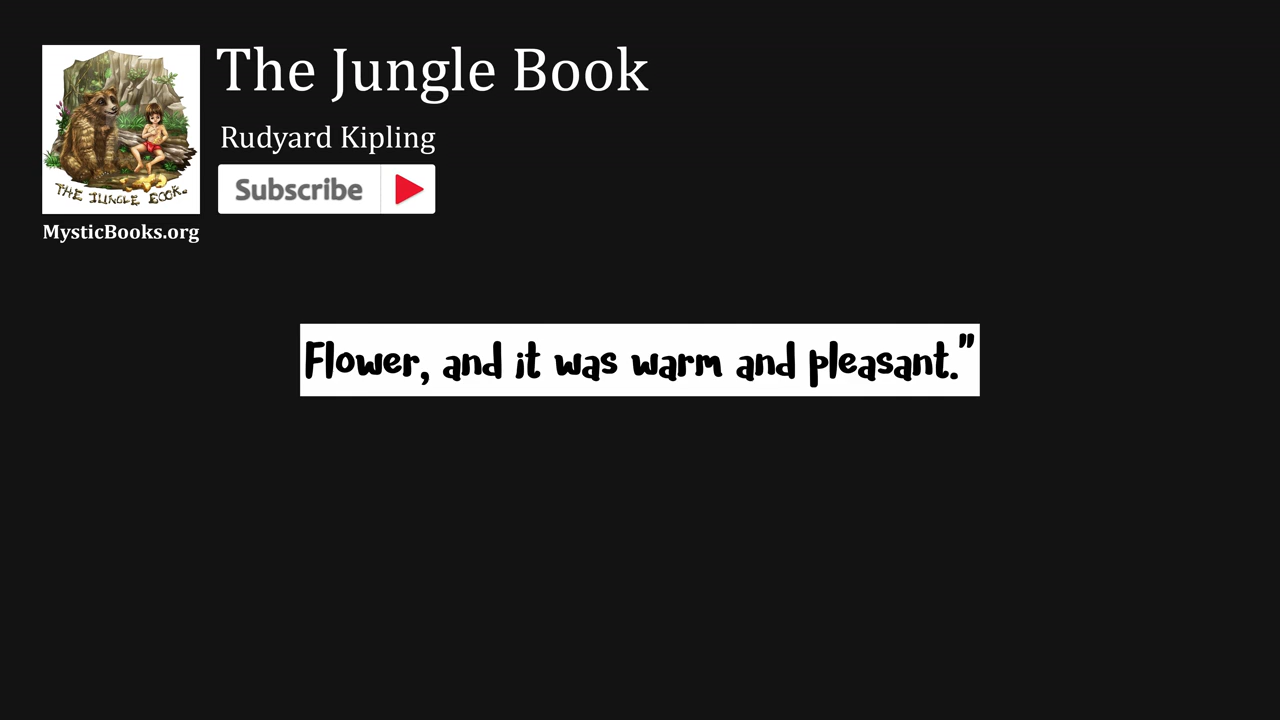 The Jungle Book
Rudyard Kipling
Subscribe
THE JUNGLE BOOK.
MysticBooks.org
Flower, and it was warm and pleasant.”